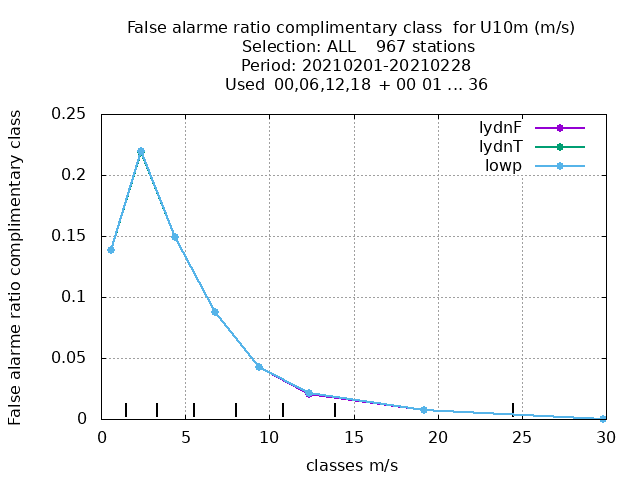 False alarme ratio complimentary class  for U10m (m/s)
Selection: ALL    967 stations
Period: 20210201-20210228
Used  00,06,12,18  + 00 01 ... 36
False alarme ratio complimentary class
0.25
0.2
0.15
0.1
0.05
0
lydnF
lydnT
lowp
0 5 10 15 20 25 30
classes m/s